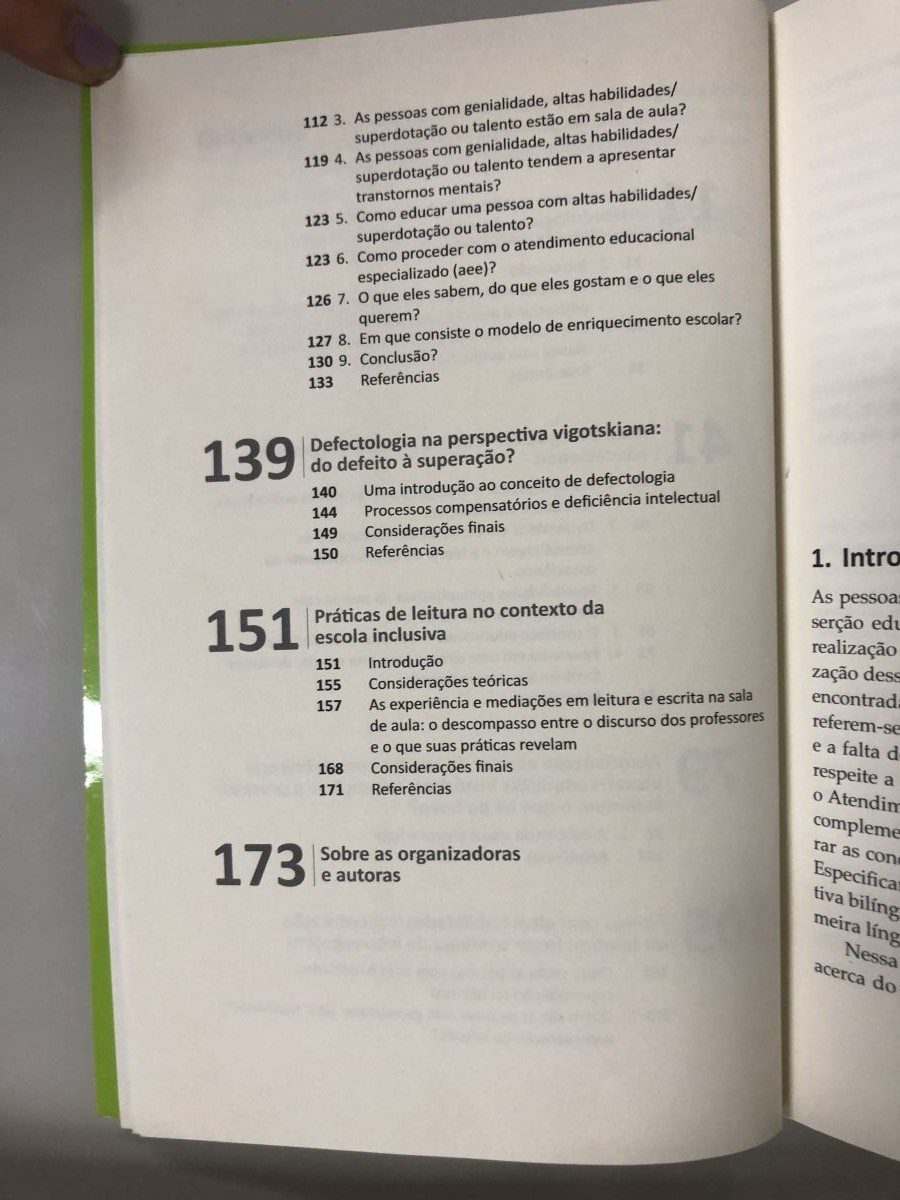 112 3. As pessoas com genialidade, altas habilidades/
superdotação ou talento estão em sala de aula?
119 4. As pessoas com genialidade, altas habilidades/
superdotação ou talento tendem a apresentar
transtornos mentais?
123 5. Como educar uma pessoa com altas habilidades/
superdotação ou talento?
123 6. Como proceder com o atendimento educacional
especializado (aee)?
126 7. O que eles sabem, do que eles gostam e o que eles
querem?
127 8. Em que consiste o modelo de enriquecimento escolar?
130 9. Conclusão?
133 Referências
139 Defectologia na perspectiva vigotskiana:
do defeito à superação?
140 Uma introdução ao conceito de defectologia
144 Processos compensatórios e deficiência intelectual
149 Considerações finais
150 Referências
151 Práticas de leitura no contexto da
escola inclusiva
151 Introdução
155 Considerações teóricas
157 As experiência e mediações em leitura e escrita na sala
de aula: o descompasso entre o discurso dos professores
e o que suas práticas revelam
168 Considerações finais
171 Referências
173 Sobre as organizadoras
e autoras
1. Intro
As pessoas
serção edu
realização
zação dess
encontrada
referem-se
e a falta d
respeite a
o Atendim
compleme
rar as con
Especifica
tiva bilíng
meira líng
Nessa
acerca do